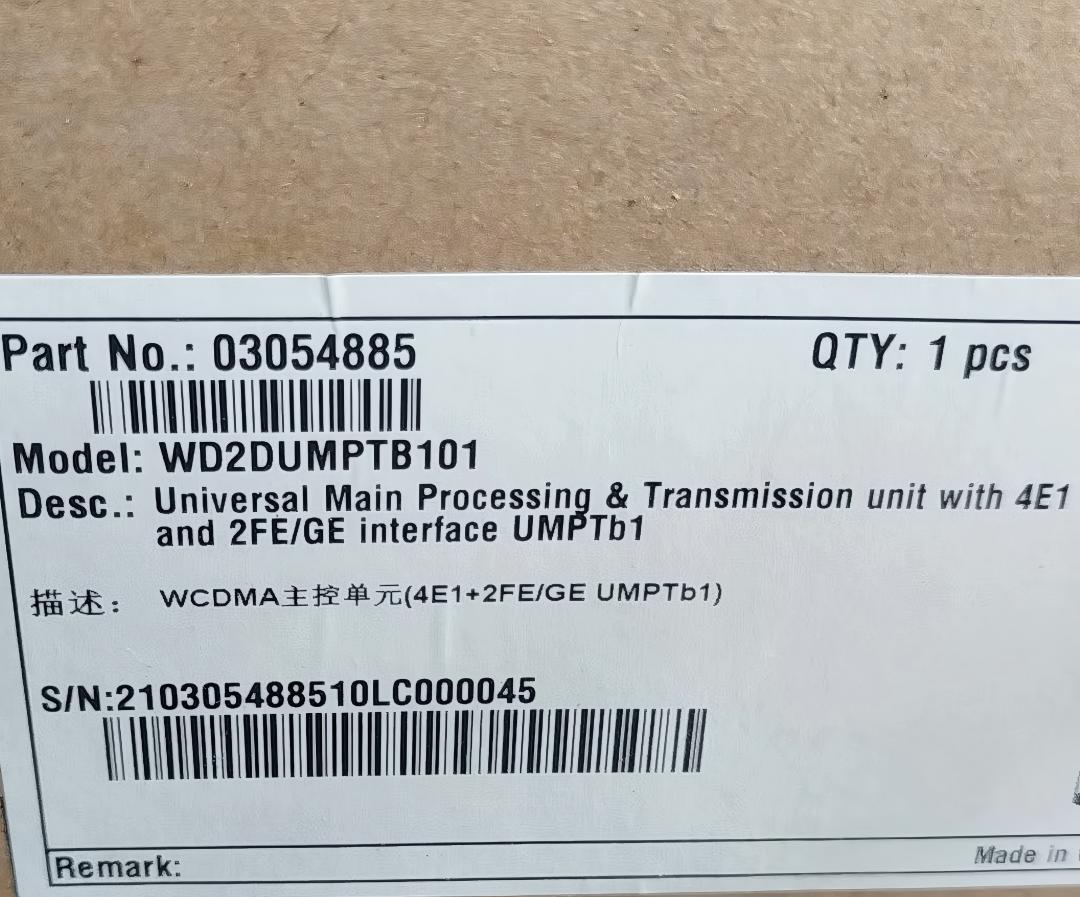 Part No.: 03054885
QTY: 1 pcs
Model: WD2DUMPTB101
Desc.: Universal Main Processing & Transmission unit with 4E1
and 2FE/GE interface UMPTb1
描述: WCDMA主控单元(4E1+2FE/GE UMPTb1)
S/N:210305488510LC000045
Remark:
Made in